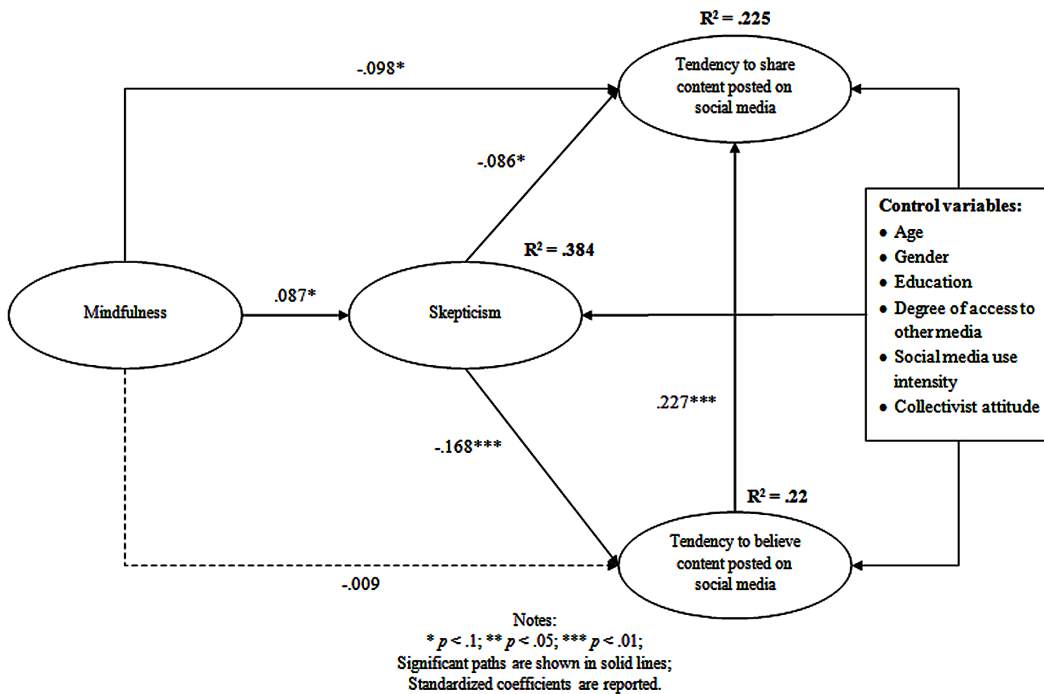 R² = .225
Tendency to share
content posted on
social media
-.098*
-.086*
Control variables:
● Age
● Gender
● Education
● Degree of access to
other media
● Social media use
intensity
● Collectivist attitude
R² = .384
Mindfulness
.087*
Skepticism
.227***
-.168***
R² = .22
Tendency to believe
content posted on
social media
-.009
Notes:
* p < .1; ** p < .05; *** p < .01;
Significant paths are shown in solid lines;
Standardized coefficients are reported.